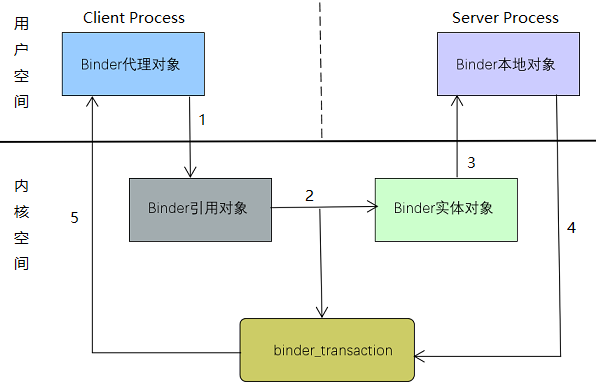 Client Process
Server Process
用户空间
Binder代理对象
Binder本地对象
1
3
内核空间
Binder引用对象
2
Binder实体对象
5
4
binder_transaction